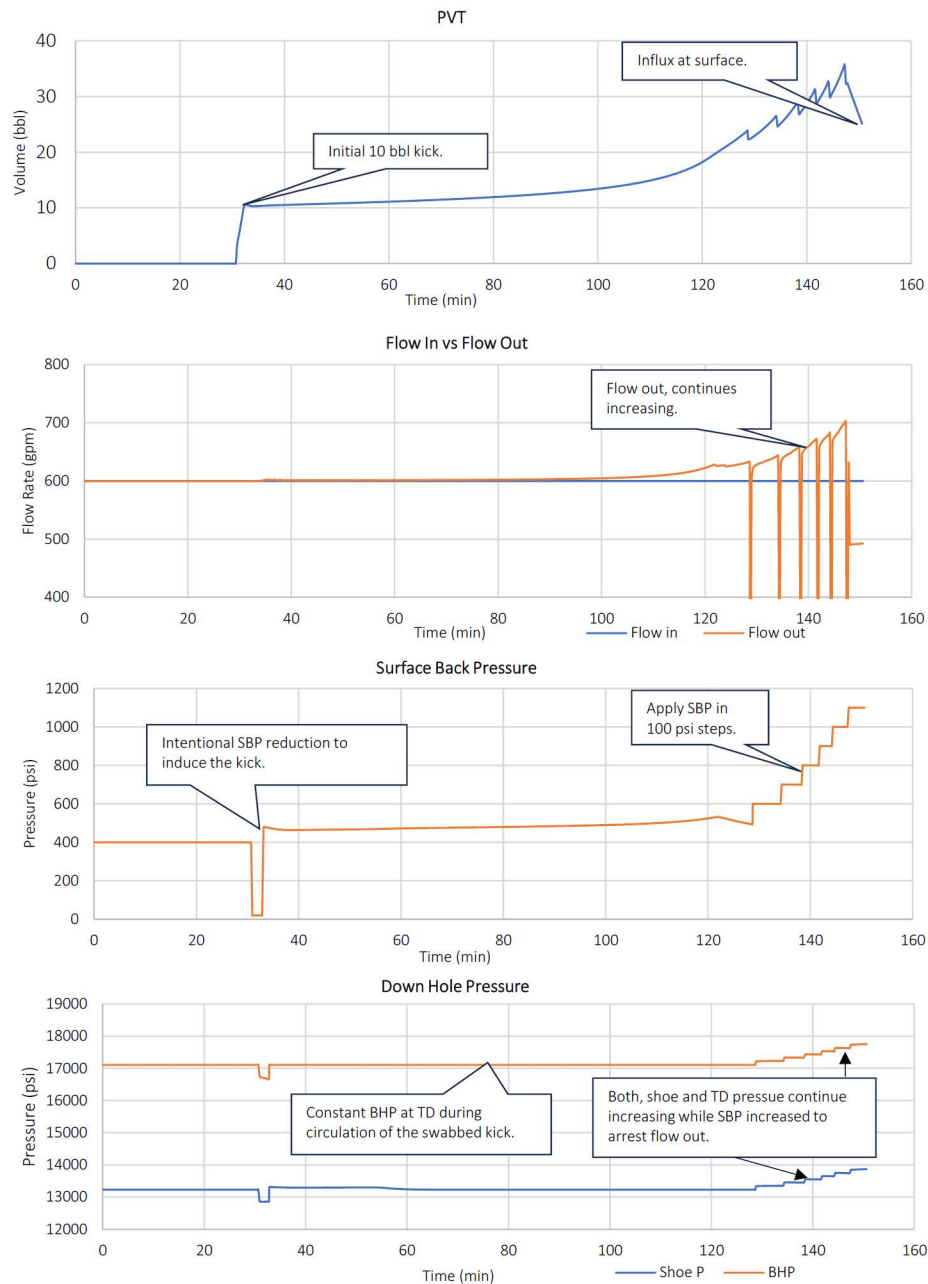 PVT
40
30
20
10
0
Volume (bbl)
Influx at surface.
Initial 10 bbl kick.
0 20 40 60 80 100 120 140 160
Time (min)
Flow In vs Flow Out
800
700
600
500
400
Flow Rate (gpm)
Flow out, continues
increasing.
0 20 40 60 80 100 120 140 160
Time (min)
Flow in Flow out
Surface Back Pressure
1200
1000
800
600
400
200
0
Pressure (psi)
Intentional SBP reduction to
induce the kick.
Apply SBP in
100 psi steps.
0 20 40 60 80 100 120 140 160
Time (min)
Down Hole Pressure
19000
18000
17000
16000
15000
14000
13000
12000
Pressure (psi)
Constant BHP at TD during
circulation of the swabbed kick.
Both, shoe and TD pressue continue
increasing while SBP increased to
arrest flow out.
0 20 40 60 80 100 120 140 160
Time (min)
Shoe P BHP